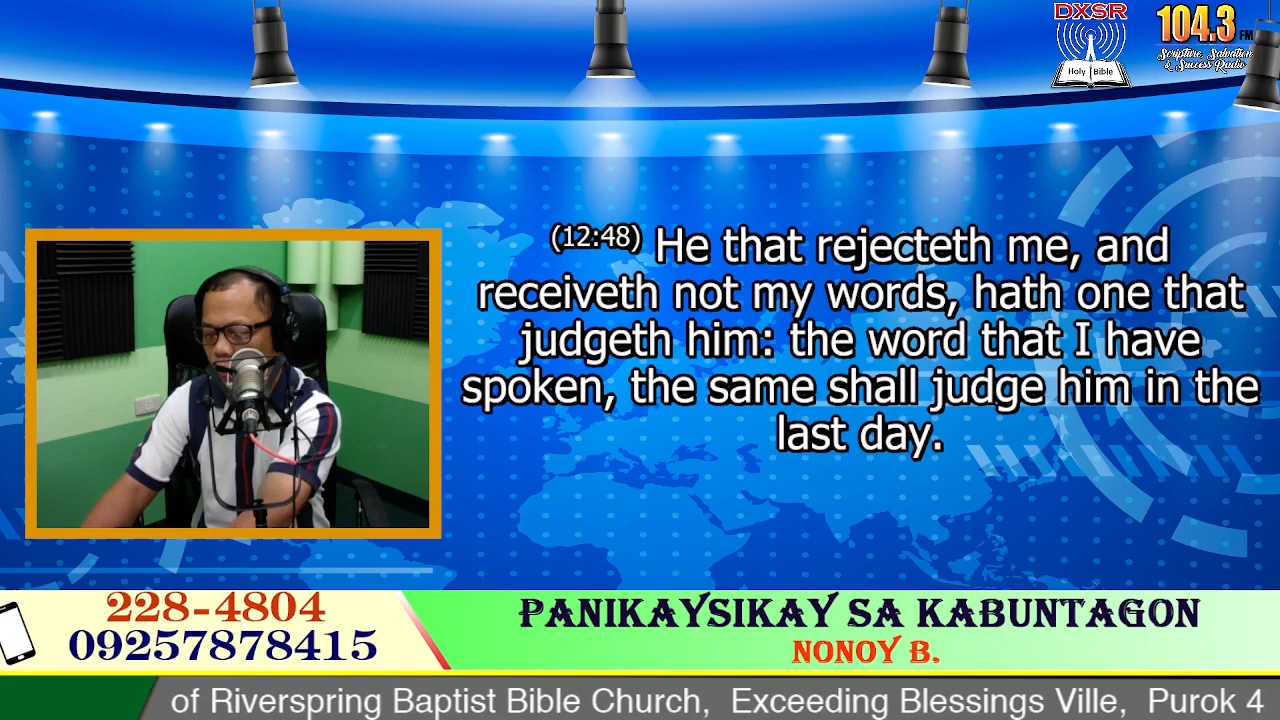 DXSR
Holy Bible
104.3 FM
Scripture, Salvation
& Success Radio
(12:48) He that rejecteth me, and
receiveth not my words, hath one that
judgeth him: the word that I have
spoken, the same shall judge him in the
last day.
228-4804
09257878415
PANIKAYSIKAY SA KABUNTAGON
NONOY B.
of Riverspring Baptist Bible Church, Exceeding Blessings Ville, Purok 4